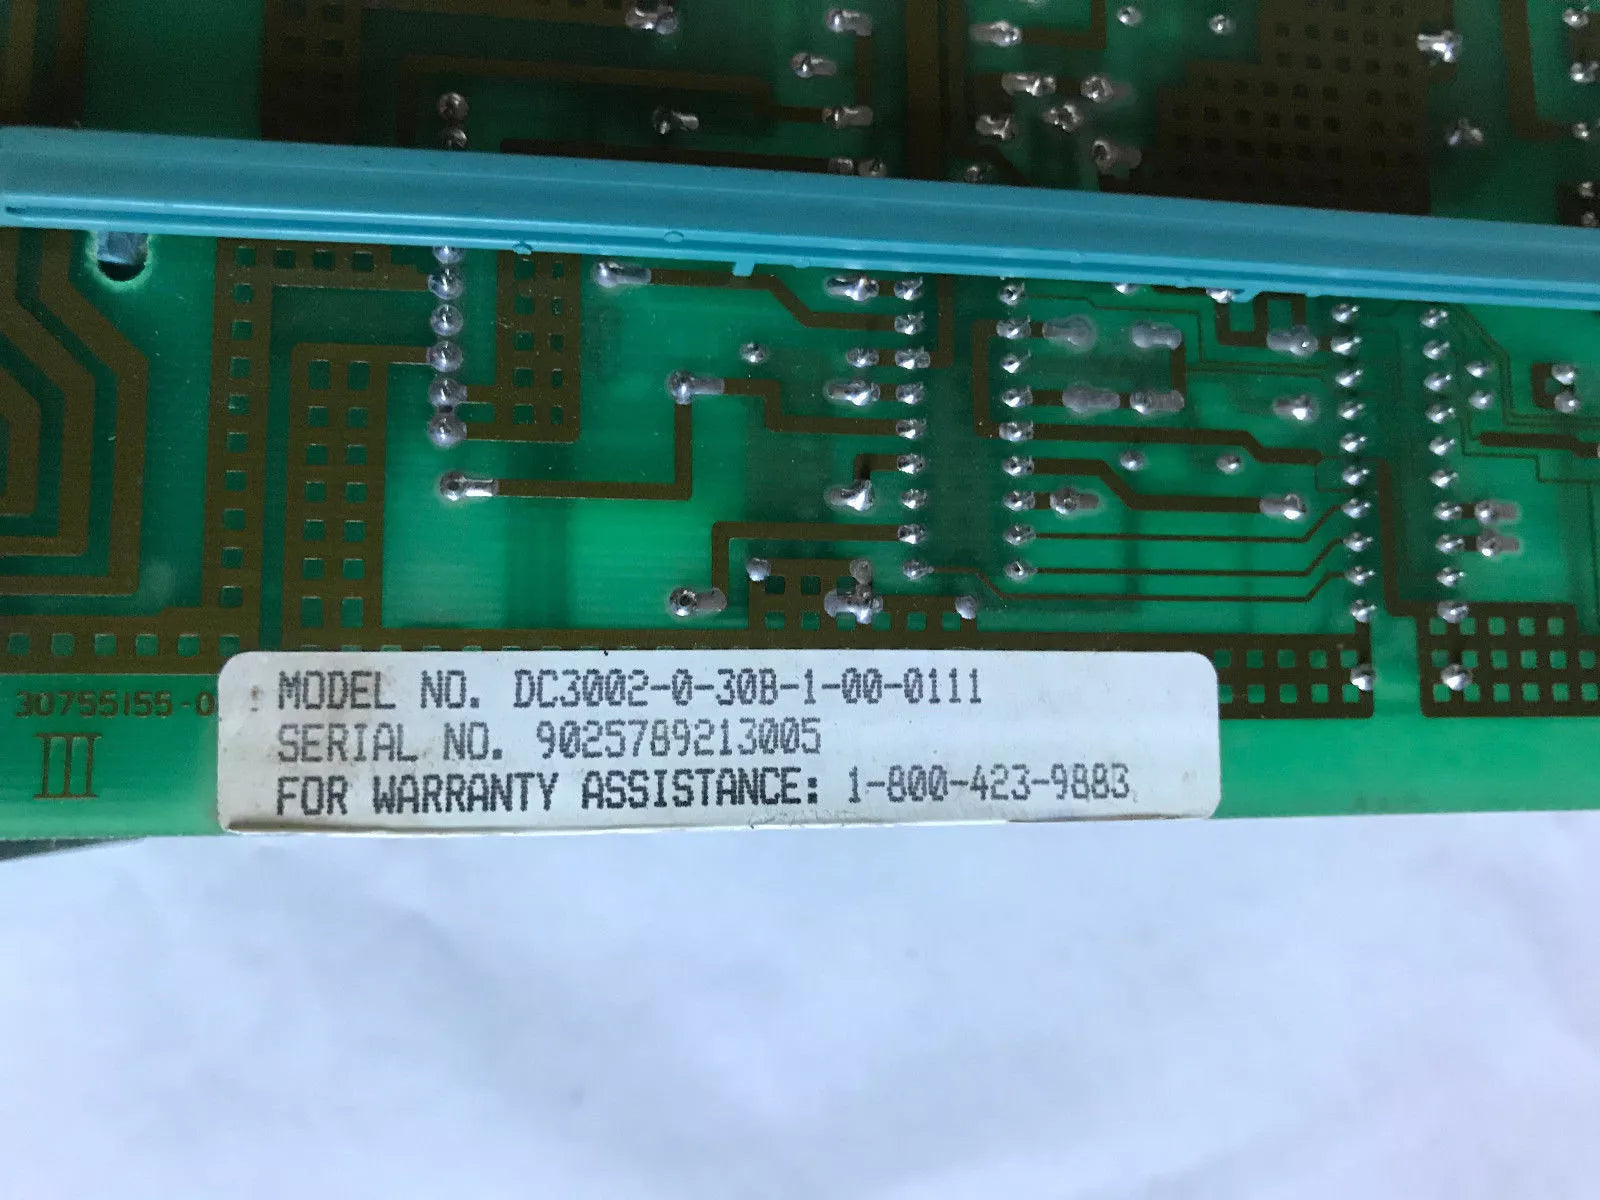 30755155-0
III
MODEL NO. DC3002-0-30B-1-00-0111
SERIAL NO. 9025789213005
FOR WARRANTY ASSISTANCE: 1-800-423-9883